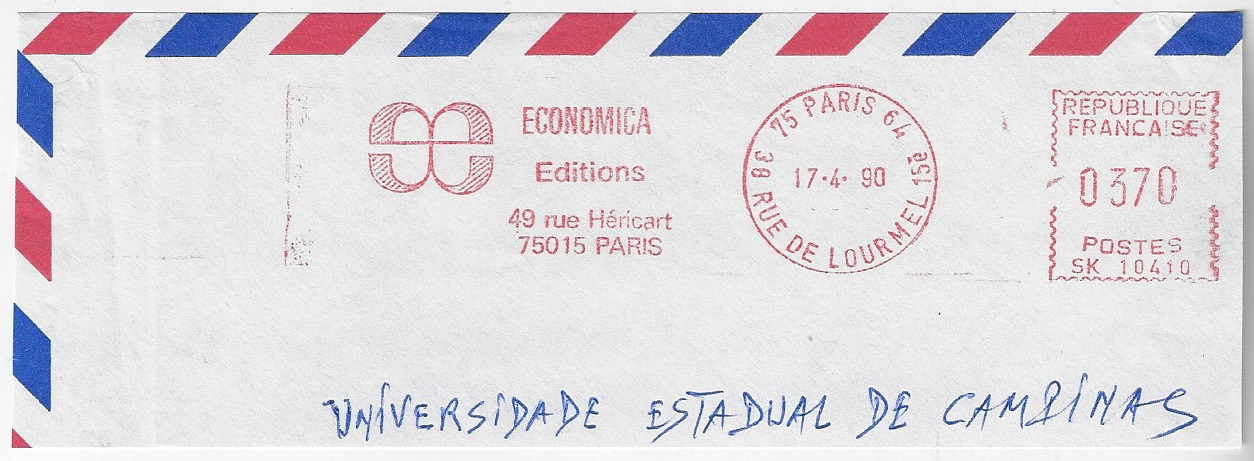 ECONOMICA
Editions
49 rue Héricart
75015 PARIS
75 PARIS 64
38 RUE DE LOURMEL 15e
17·4· 90
REPUBLIQUE
FRANCAISE
0370
POSTES
SK 10410
UNIVERSIDADE ESTADUAL DE CAMPINAS